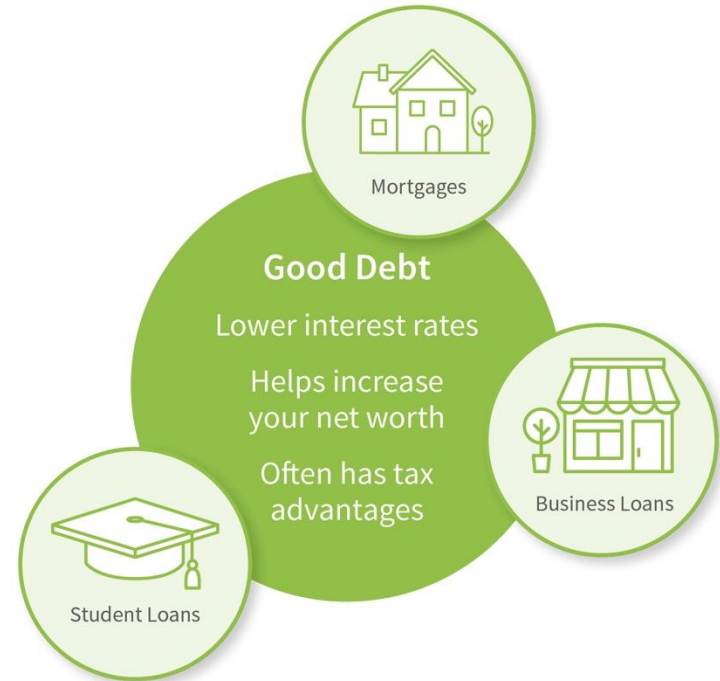 Mortgages
Good Debt
Lower interest rates
Helps increase
your net worth
Often has tax
advantages
Business Loans
Student Loans